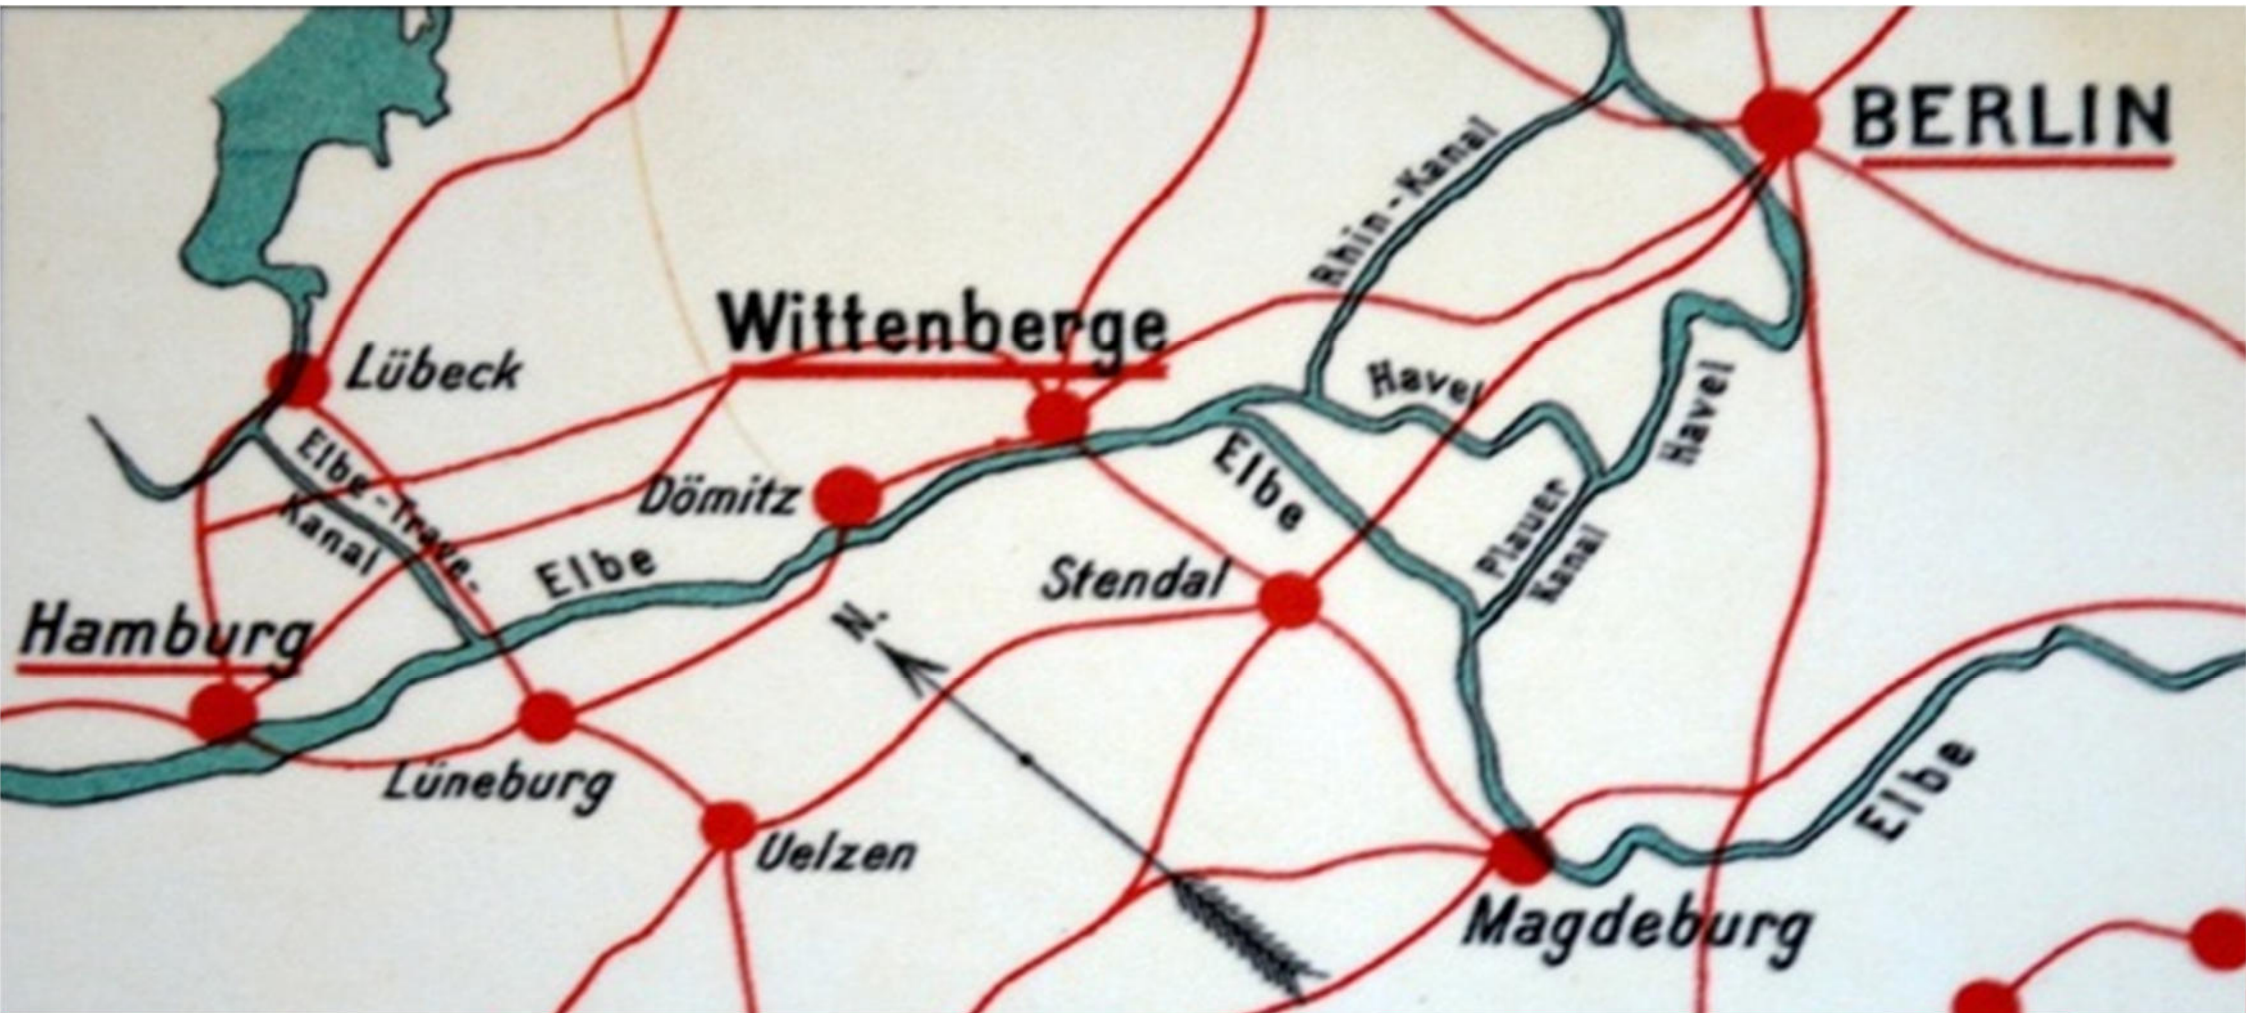 BERLIN
Rhin-Kanal
Wittenberge
Lübeck
Havel
Havel
Elbe-Trave-
Kanal
Dömitz
Elbe
Plauer
Kanal
Elbe
Stendal
N.
Hamburg
Lüneburg
Elbe
Uelzen
Magdeburg